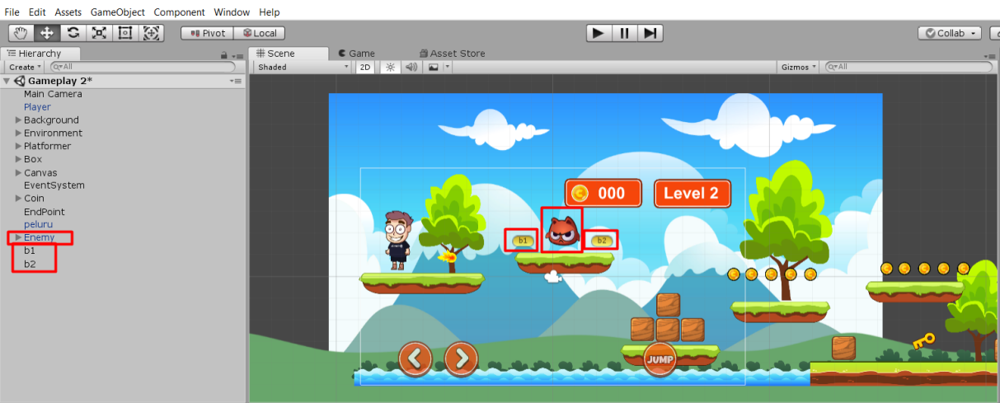 File Edit Assets GameObject Component Window Help
Pivot Local Collab
Hierarchy Scene Game Asset Store
Create All Shaded 2D Gizmos All
Gameplay 2*
Main Camera
Player
Background
Environment
Platformer
Box
Canvas
EventSystem
Coin
EndPoint
peluru
Enemy
b1
b2
000 Level 2
b1 b2
JUMP